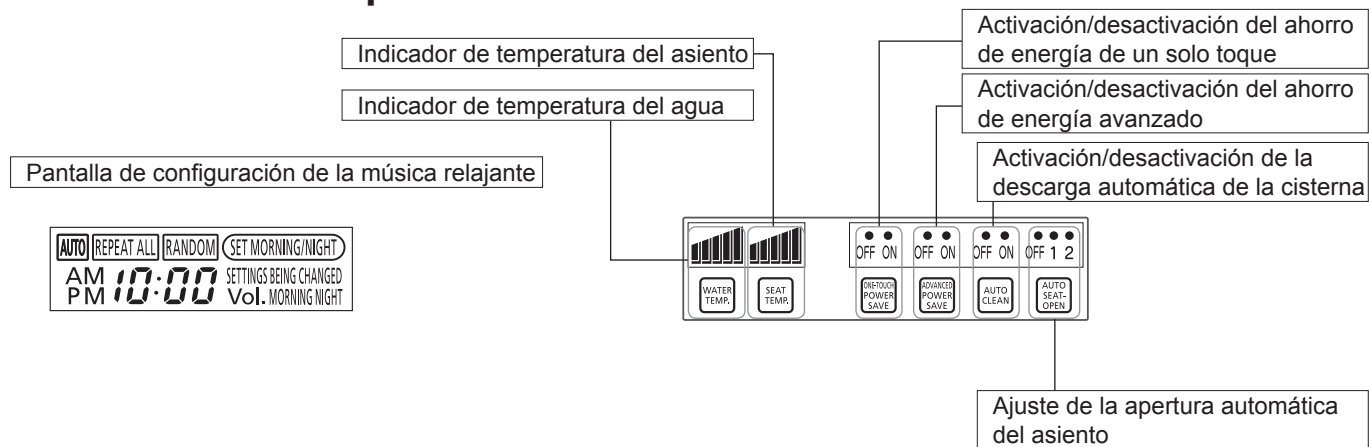 Activación/desactivación del ahorro
de energía de un solo toque
Indicador de temperatura del asiento
Activación/desactivación del ahorro
de energía avanzado
Indicador de temperatura del agua
Activación/desactivación de la
descarga automática de la cisterna
Pantalla de configuración de la música relajante
AUTO REPEAT ALL RANDOM SET MORNING/NIGHT
AM 10:00 SETTINGS BEING CHANGED
PM Vol. MORNING NIGHT
OFF ON OFF ON OFF ON OFF 1 2
WATER
TEMP.
SEAT
TEMP.
ONE-TOUCH
POWER
SAVE
ADVANCED
POWER
SAVE
AUTO
CLEAN
AUTO
SEAT-
OPEN
Ajuste de la apertura automática
del asiento